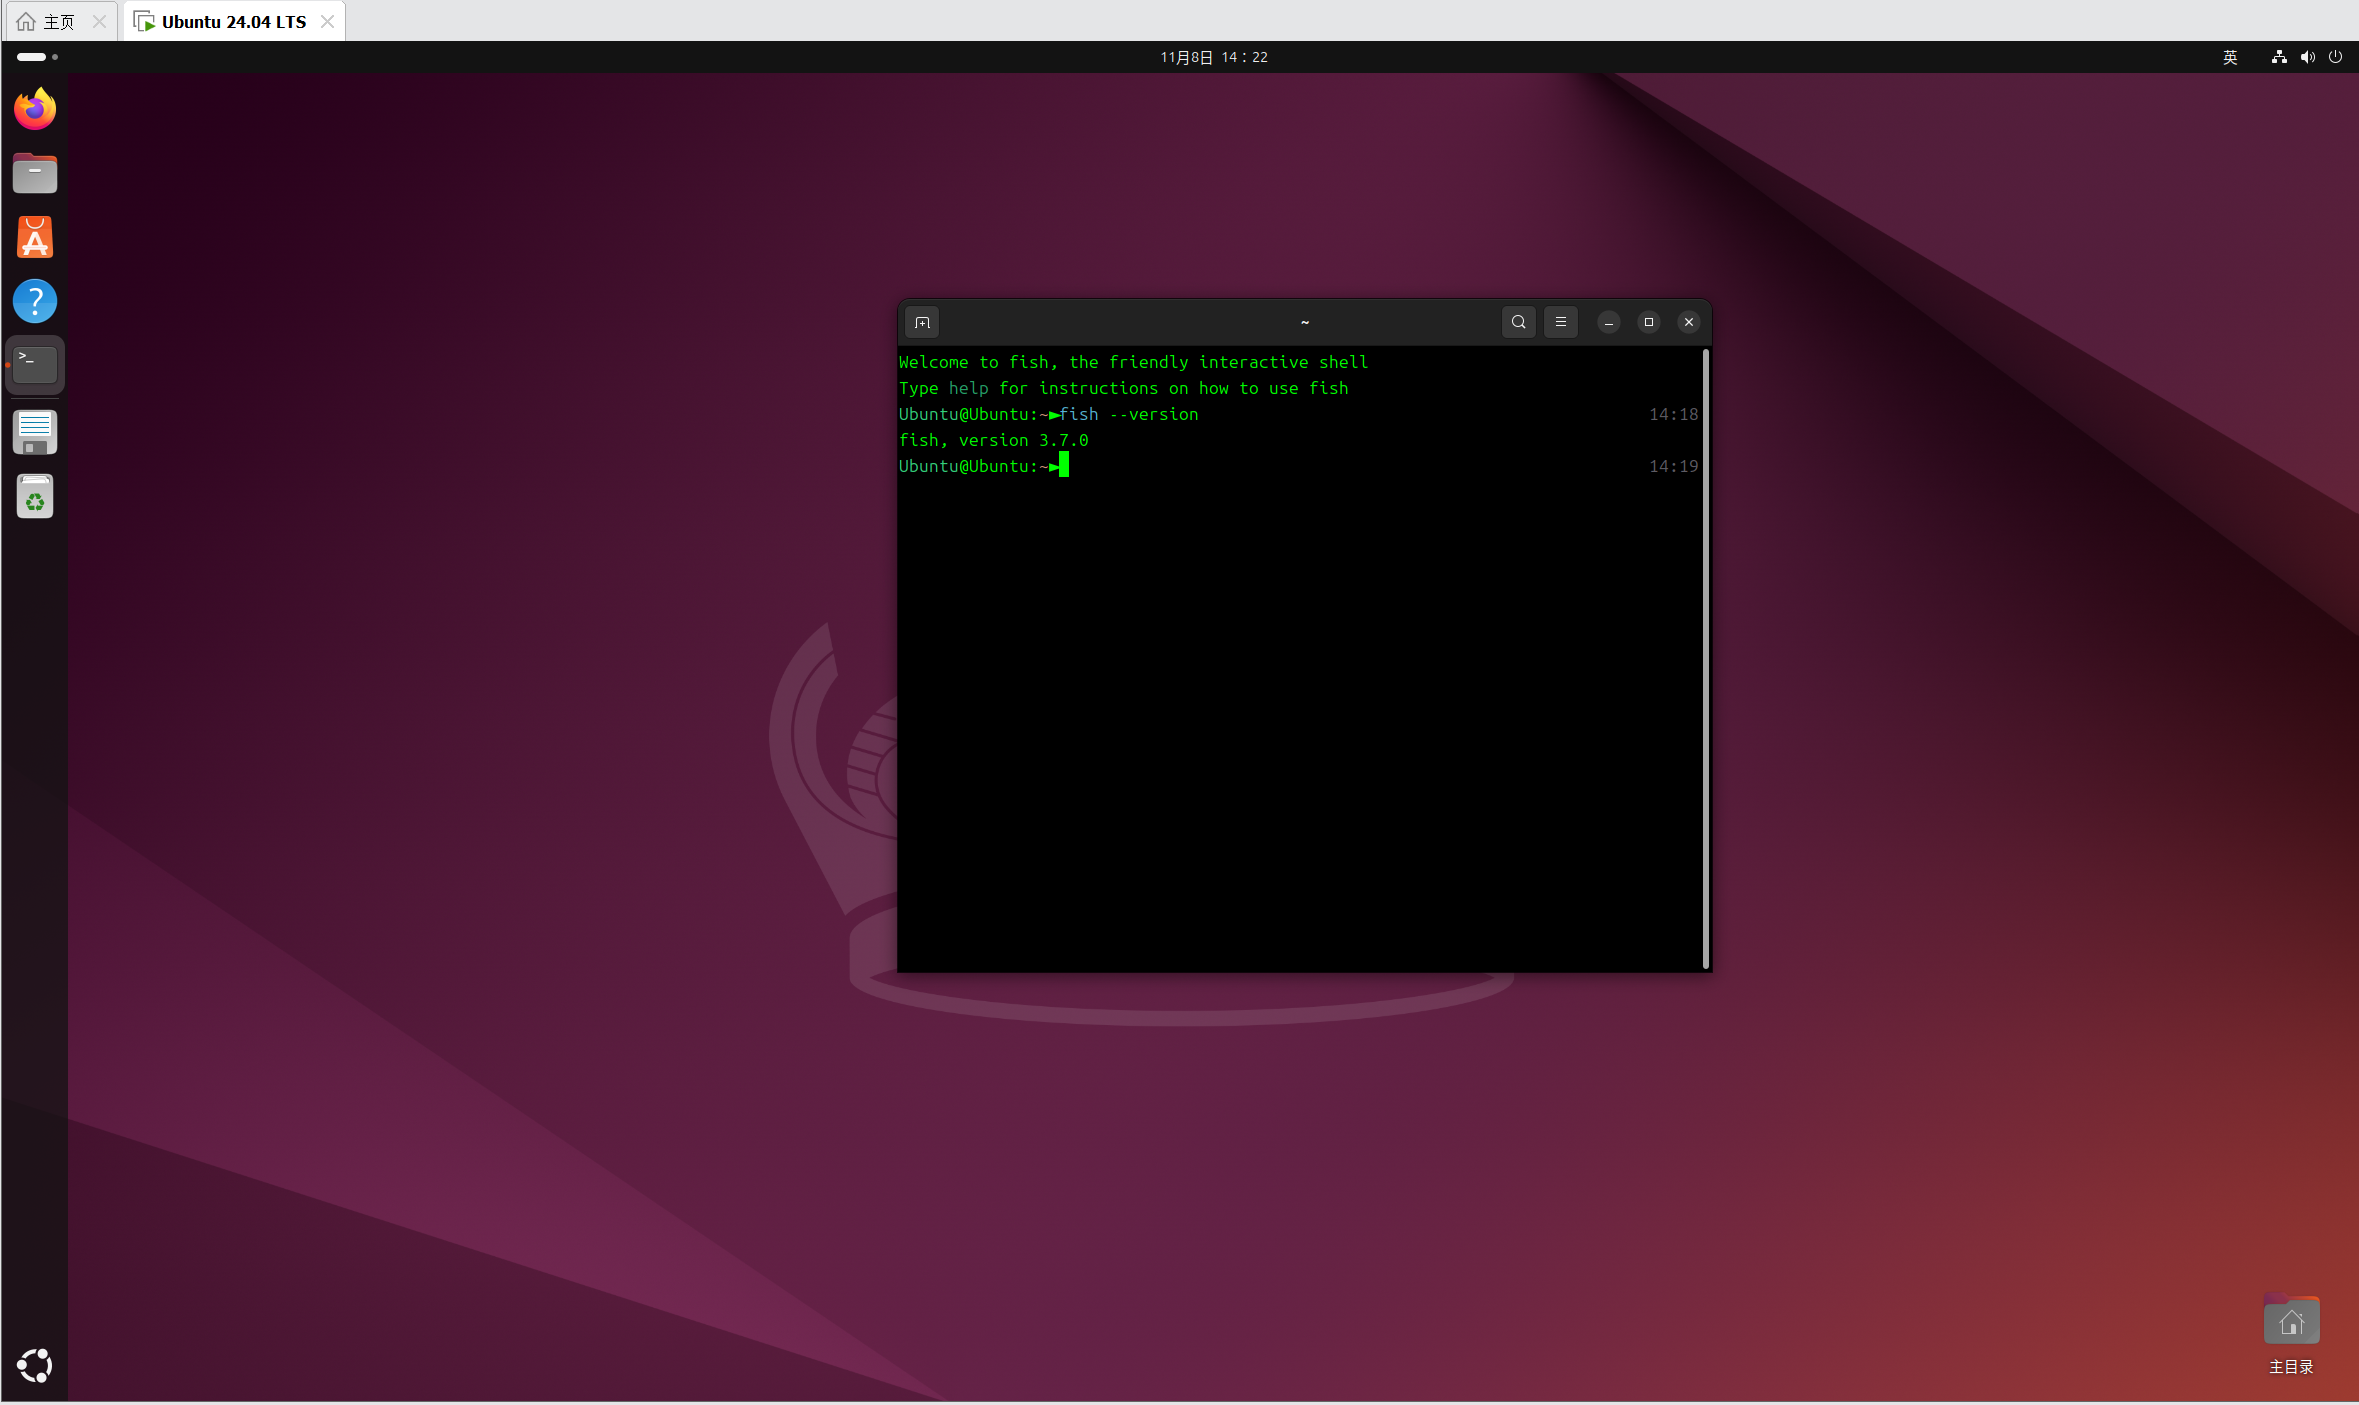 主页
Ubuntu 24.04 LTS
11月8日 14：22
英
~
Welcome to fish, the friendly interactive shell
Type help for instructions on how to use fish
Ubuntu@Ubuntu:~►fish --version 14:18
fish, version 3.7.0
Ubuntu@Ubuntu:~► 14:19
主目录